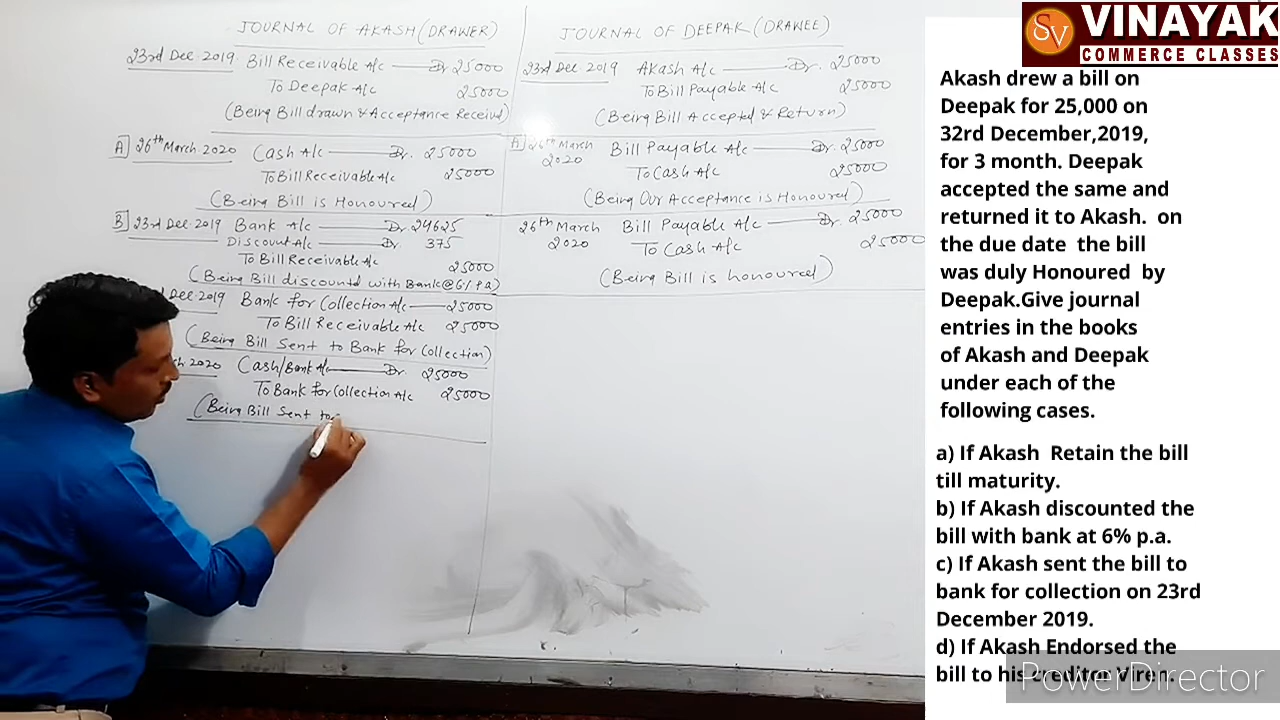 JOURNAL OF AKASH (DRAWER)
23rd Dec 2019 Bill Receivable A/c Dr 25000
To Deepak A/c 25000
(Being Bill drawn & Acceptance Received)
A] 26th March 2020 Cash A/c Dr. 25000
To Bill Receivable A/c 25000
(Being Bill is Honoured)
B] 23rd Dec 2019 Bank A/c Dr. 24625
Discount A/c Dr. 375
To Bill Receivable A/c 25000
(Being Bill discounted with Bank @ 6% P.a)
Dec 2019 Bank for Collection A/c 25000
To Bill Receivable A/c 25000
(Being Bill Sent to Bank for Collection)
2020 Cash/Bank A/c Dr 25000
To Bank for Collection A/c 25000
(Being Bill Sent to
JOURNAL OF DEEPAK (DRAWEE)
23rd Dec 2019 Akash A/c Dr. 25000
To Bill Payable A/c 25000
(Being Bill Accepted & Return)
A] 26th March 2020 Bill Payable A/c Dr. 25000
To Cash A/c 25000
(Being Our Acceptance is Honoured)
26th March 2020 Bill Payable A/c Dr. 25000
To Cash A/c 25000
(Being Bill is honoured)
SV VINAYAK
COMMERCE CLASSES
Akash drew a bill on
Deepak for 25,000 on
32rd December,2019,
for 3 month. Deepak
accepted the same and
returned it to Akash. on
the due date the bill
was duly Honoured by
Deepak.Give journal
entries in the books
of Akash and Deepak
under each of the
following cases.
a) If Akash Retain the bill
till maturity.
b) If Akash discounted the
bill with bank at 6% p.a.
c) If Akash sent the bill to
bank for collection on 23rd
December 2019.
d) If Akash Endorsed the
bill to his creditor Viren.
PowerDirector